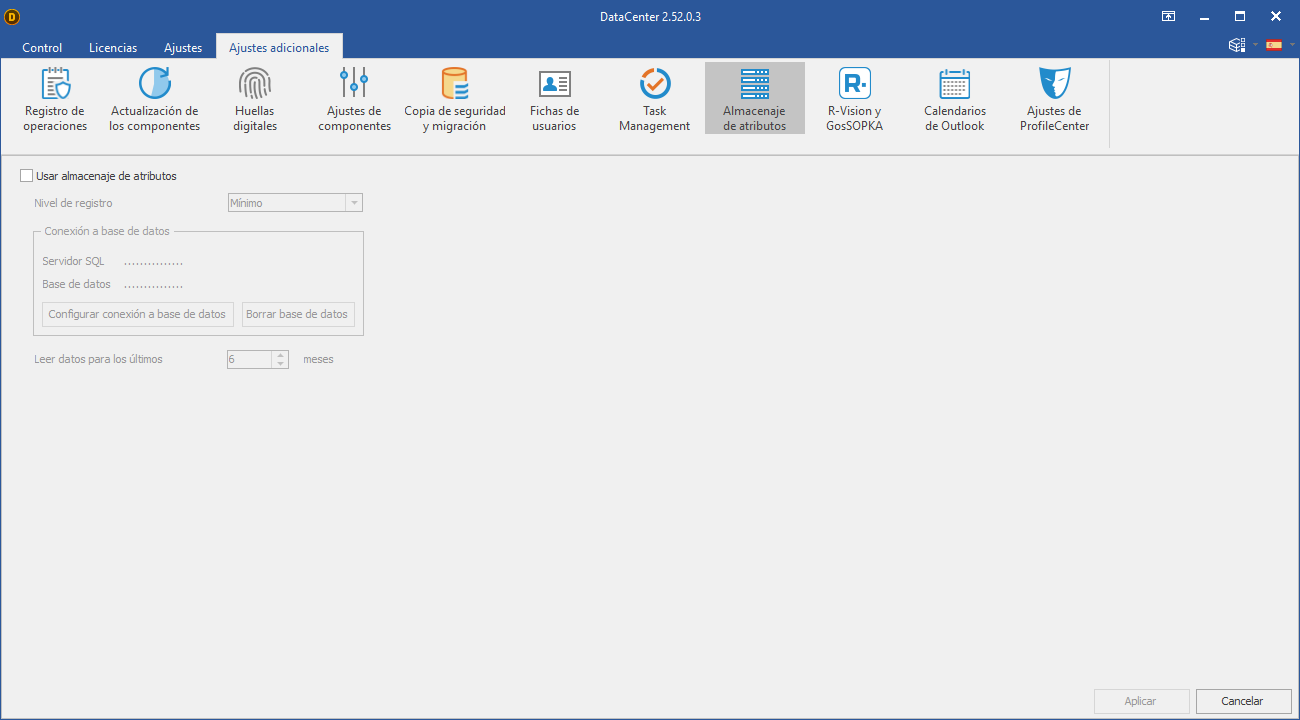 D
DataCenter 2.52.0.3
Control
Licencias
Ajustes
Ajustes adicionales
Registro de
operaciones
Actualización de
los componentes
Huellas
digitales
Ajustes de
componentes
Copia de seguridad
y migración
Fichas de
usuarios
Task
Management
Almacenaje
de atributos
R
R-Vision y
GosSOPKA
Calendarios
de Outlook
Ajustes de
ProfileCenter
Usar almacenaje de atributos
Nivel de registro
Mínimo
Conexión a base de datos
Servidor SQL ...............
Base de datos ...............
Configurar conexión a base de datos
Borrar base de datos
Leer datos para los últimos 6 meses
Aplicar
Cancelar